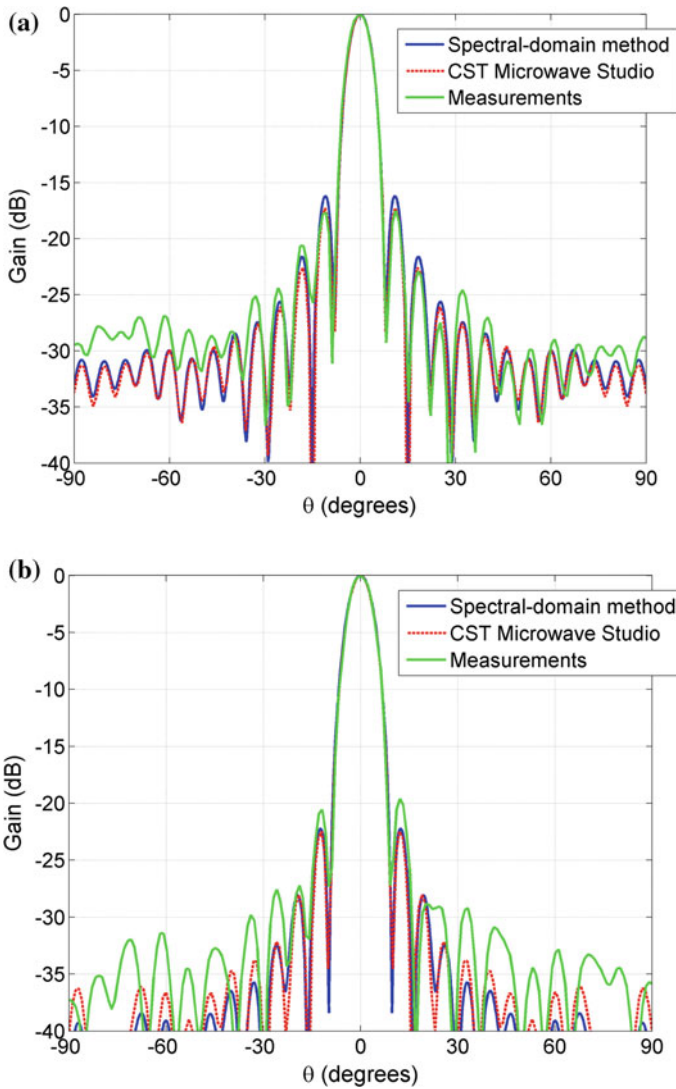 (a)
0
-5
-10
-15
-20
-25
-30
-35
-40
Gain (dB)
Spectral-domain method
CST Microwave Studio
Measurements
-90 -60 -30 0 30 60 90
θ (degrees)
(b)
0
-5
-10
-15
-20
-25
-30
-35
-40
Gain (dB)
Spectral-domain method
CST Microwave Studio
Measurements
-90 -60 -30 0 30 60 90
θ (degrees)